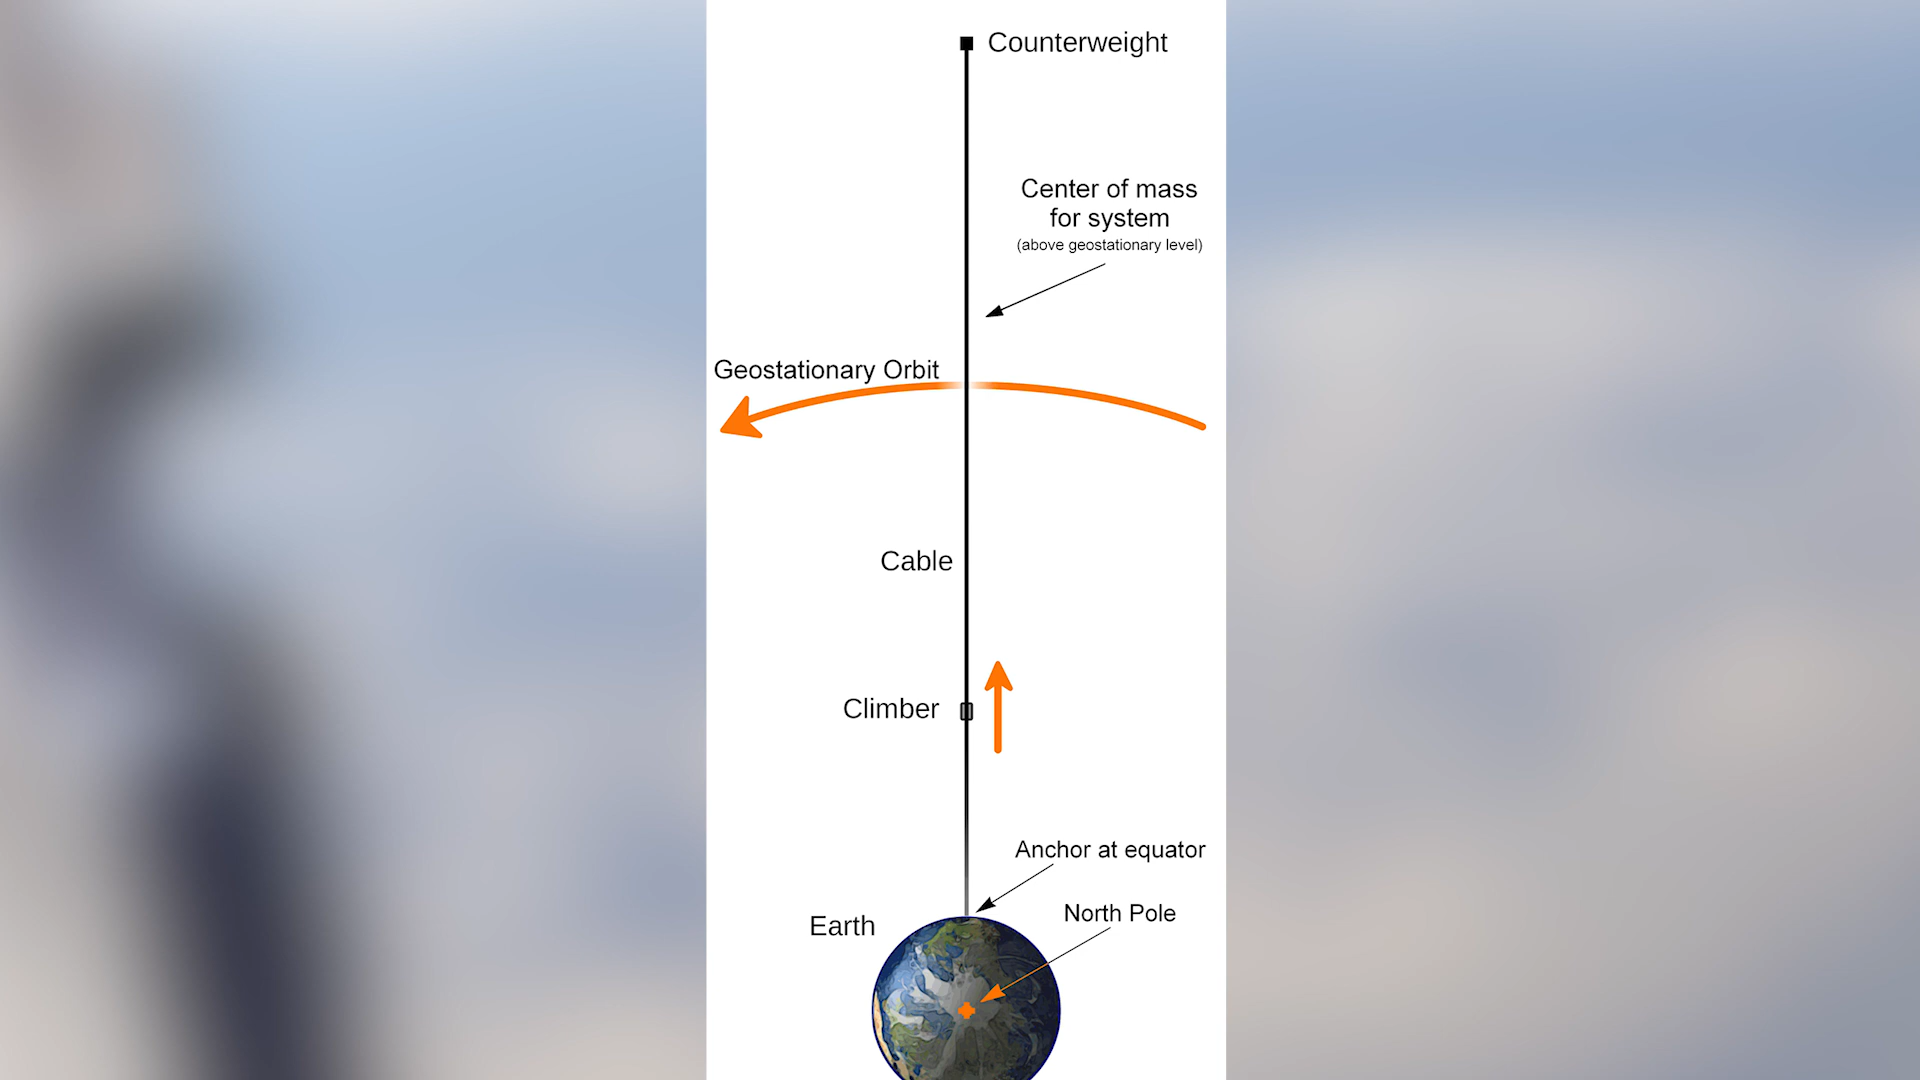 Counterweight
Center of mass
for system
(above geostationary level)
Geostationary Orbit
Cable
Climber
Anchor at equator
North Pole
Earth